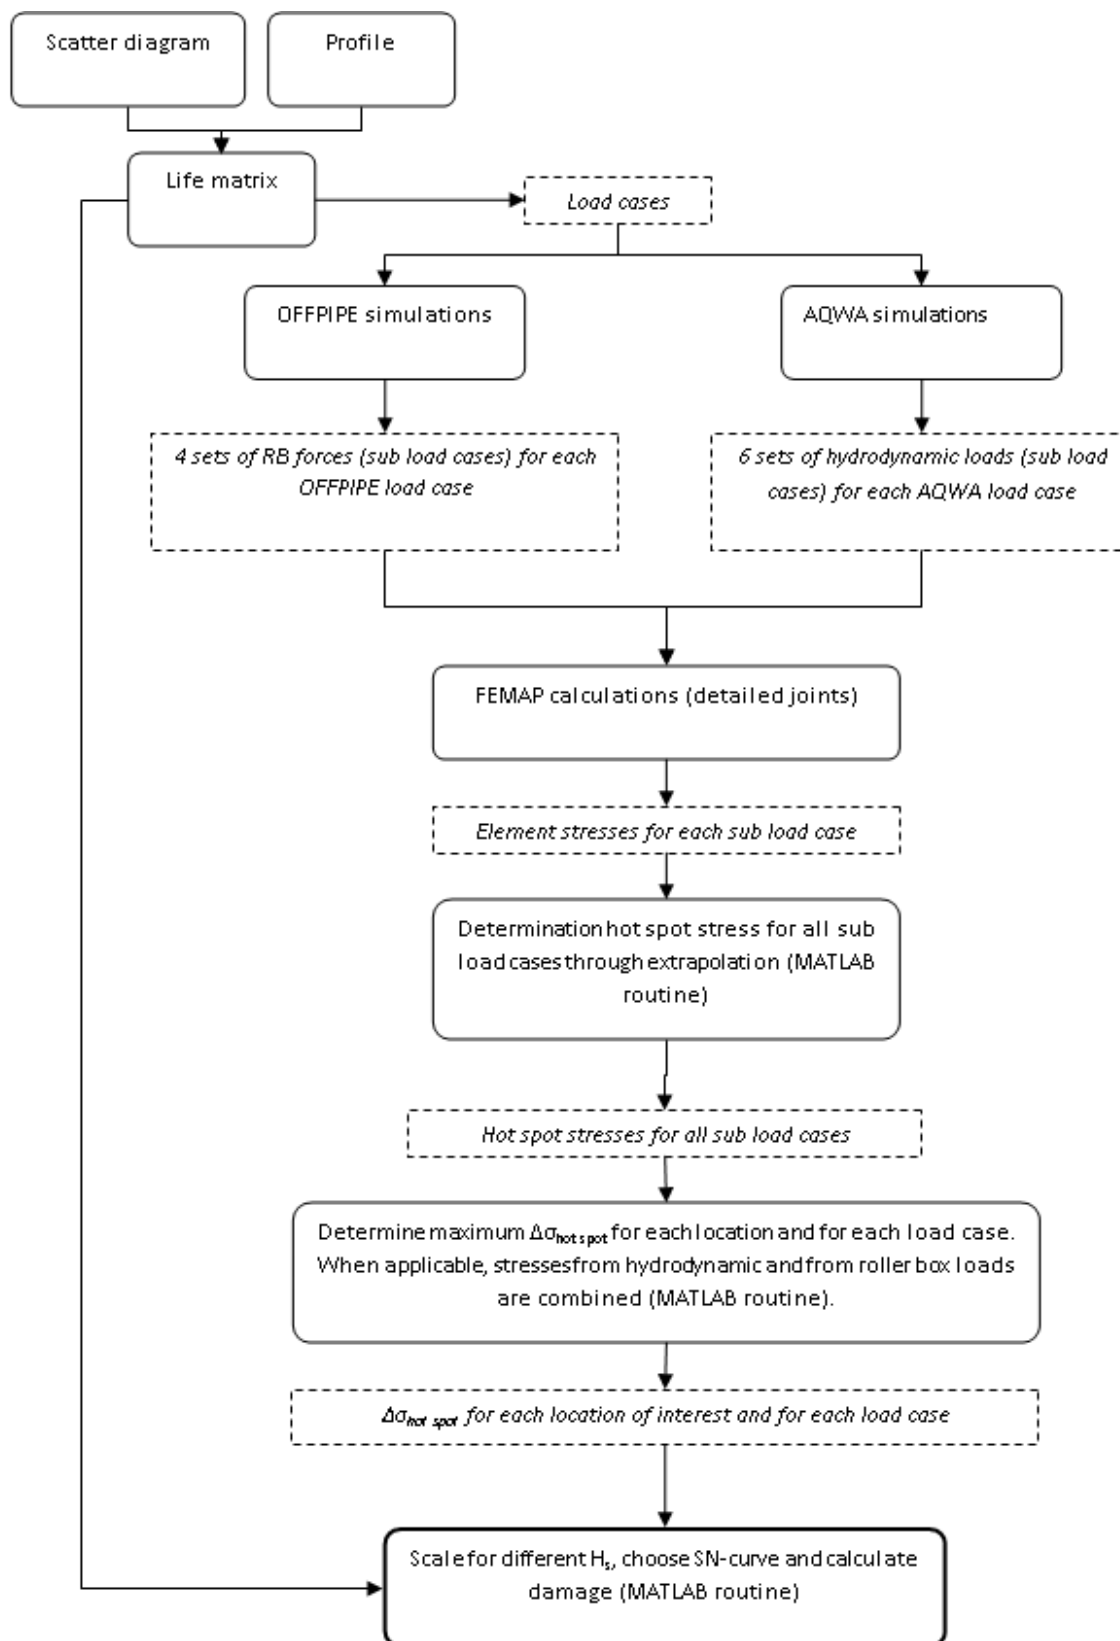 Scatter diagram
Profile
Life matrix
Load cases
OFFPIPE simulations
AQWA simulations
4 sets of RB forces (sub load cases) for each
OFFPIPE load case
6 sets of hydrodynamic loads (sub load
cases) for each AQWA load case
FEMAP calculations (detailed joints)
Element stresses for each sub load case
Determination hot spot stress for all sub
load cases through extrapolation (MATLAB
routine)
Hot spot stresses for all sub load cases
Determine maximum Δσhot spot for each location and for each load case.
When applicable, stresses from hydrodynamic and from roller box loads
are combined (MATLAB routine).
Δσhot spot for each location of interest and for each load case
Scale for different Hs, choose SN-curve and calculate
damage (MATLAB routine)